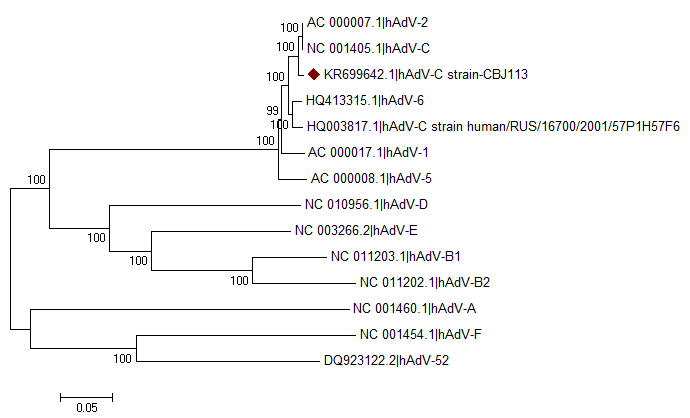 AC 000007.1|hAdV-2
100
NC 001405.1|hAdV-C
100
KR699642.1|hAdV-C strain-CBJ113
100
HQ413315.1|hAdV-6
99
100
HQ003817.1|hAdV-C strain human/RUS/16700/2001/57P1H57F6
100
AC 000017.1|hAdV-1
AC 000008.1|hAdV-5
100
NC 010956.1|hAdV-D
100
NC 003266.2|hAdV-E
100
NC 011203.1|hAdV-B1
100
NC 011202.1|hAdV-B2
NC 001460.1|hAdV-A
NC 001454.1|hAdV-F
100
DQ923122.2|hAdV-52
0.05